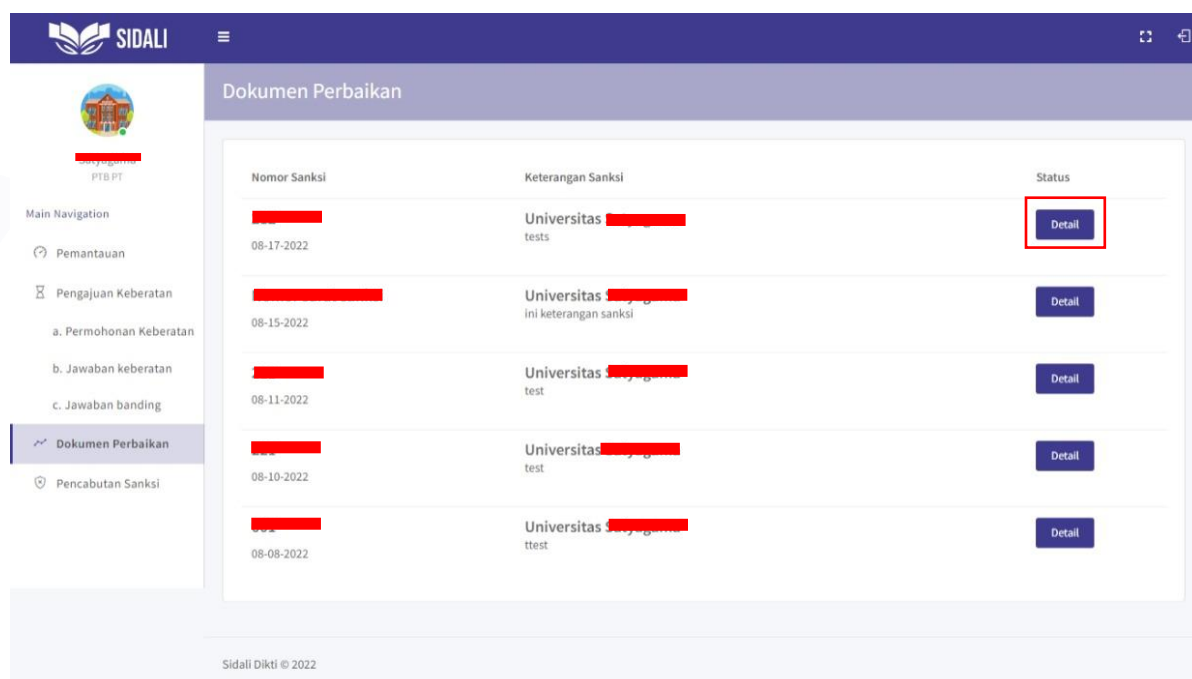 SIDALI
Dokumen Perbaikan
PTB PT
Main Navigation
Pemantauan
Pengajuan Keberatan
a. Permohonan Keberatan
b. Jawaban keberatan
c. Jawaban banding
Dokumen Perbaikan
Pencabutan Sanksi
Nomor Sanksi Keterangan Sanksi Status
Universitas
tests
08-17-2022
Detail
Universitas
ini keterangan sanksi
08-15-2022
Detail
Universitas
test
08-11-2022
Detail
Universitas
test
08-10-2022
Detail
Universitas
ttest
08-08-2022
Detail
Sidali Dikti © 2022